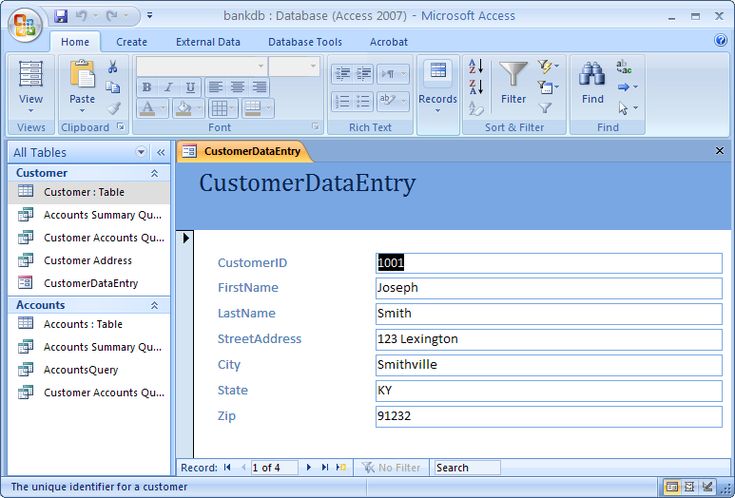 bankdb : Database (Access 2007) - Microsoft Access
Home Create External Data Database Tools Acrobat
View Paste Records Filter Find
Views Clipboard Font Rich Text Sort & Filter Find
All Tables
Customer
Customer : Table
Accounts Summary Qu...
Customer Accounts Qu...
Customer Address
CustomerDataEntry
Accounts
Accounts : Table
Accounts Summary Qu...
AccountsQuery
Customer Accounts Qu...
CustomerDataEntry
CustomerDataEntry
CustomerID 1001
FirstName Joseph
LastName Smith
StreetAddress 123 Lexington
City Smithville
State KY
Zip 91232
Record: 1 of 4 No Filter Search
The unique identifier for a customer